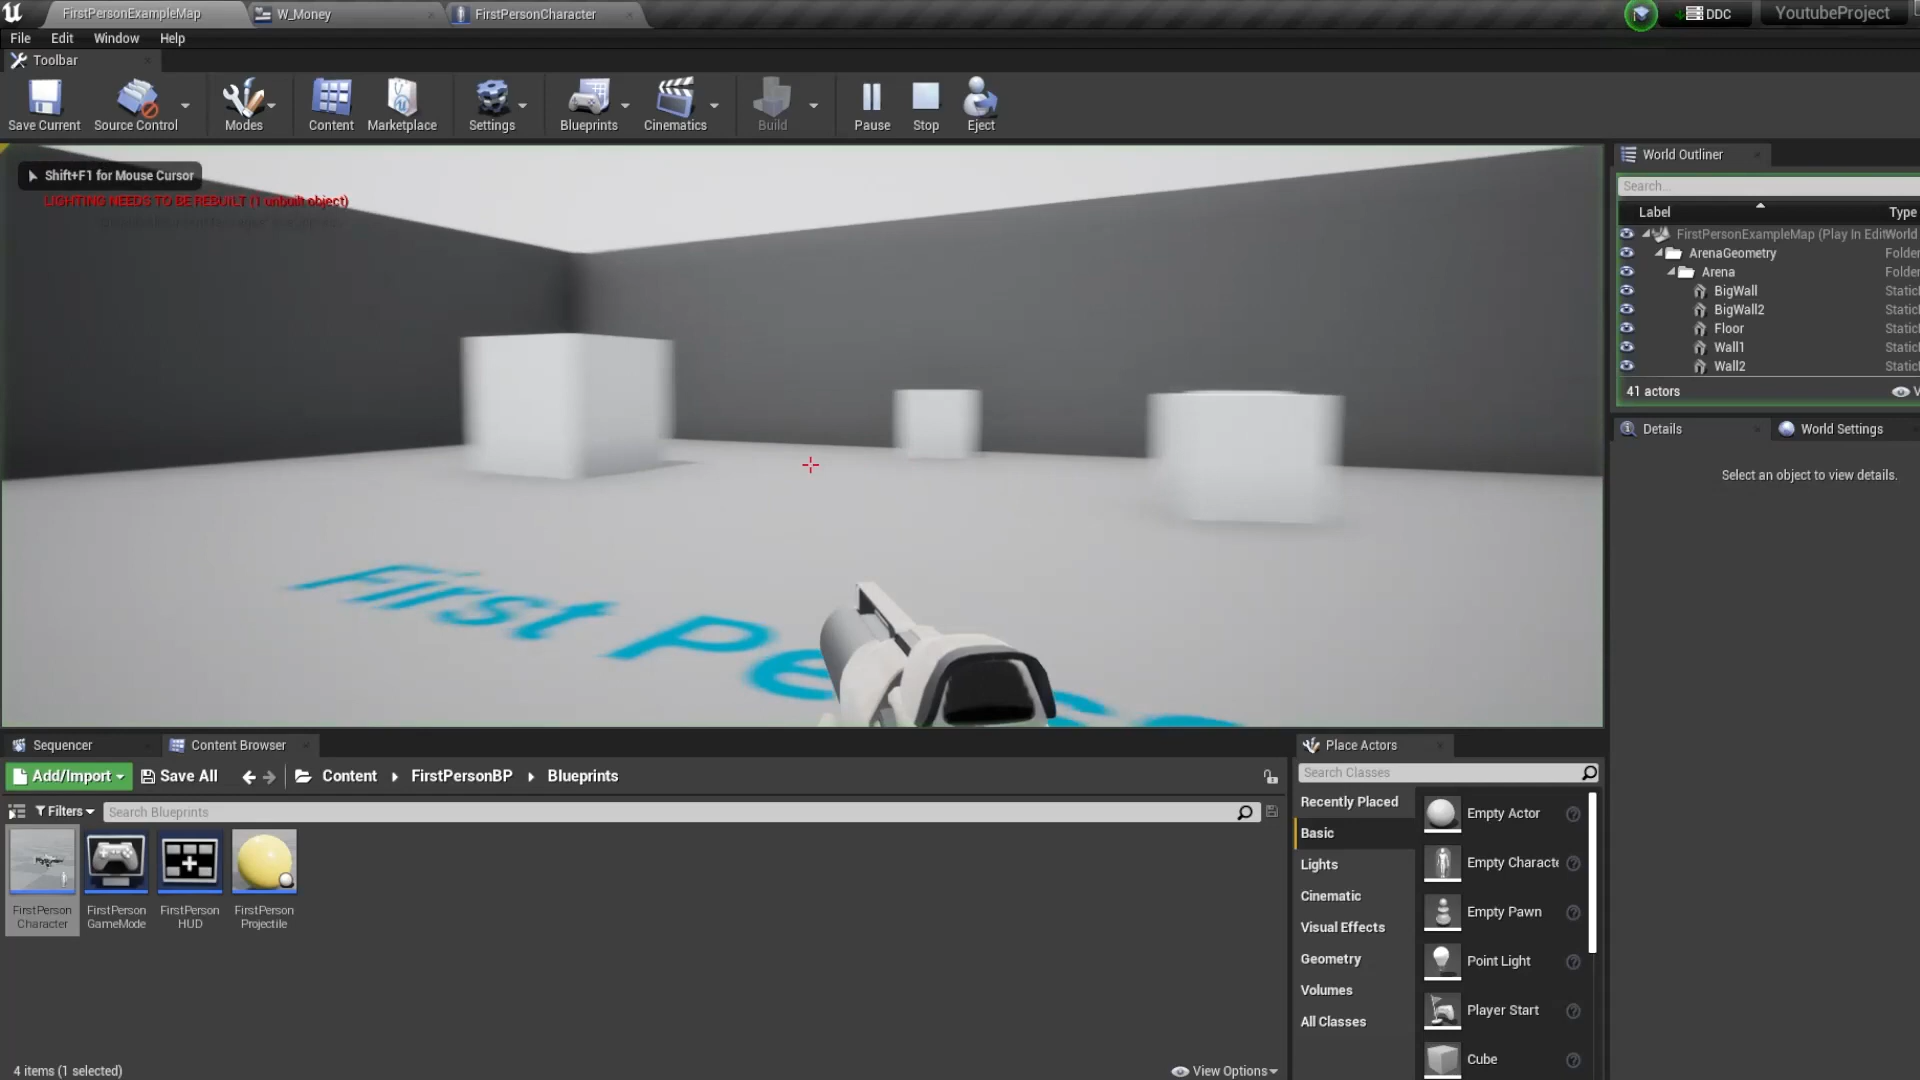 FirstPersonExampleMap W_Money FirstPersonCharacter DDC YoutubeProject
File Edit Window Help
Toolbar
Save Current Source Control Modes Content Marketplace Settings Blueprints Cinematics Build Pause Stop Eject
Shift+F1 for Mouse Cursor
LIGHTING NEEDS TO BE REBUILT (1 unbuilt object)
First Pe
World Outliner
Search...
Label Type
FirstPersonExampleMap (Play In Edit World
ArenaGeometry Folder
Arena Folder
BigWall Static
BigWall2 Static
Floor Static
Wall1 Static
Wall2 Static
41 actors
Details World Settings
Select an object to view details.
Sequencer Content Browser
Add/Import Save All Content FirstPersonBP Blueprints
Filters Search Blueprints
FirstPerson Character
FirstPerson GameMode
FirstPerson HUD
FirstPerson Projectile
4 items (1 selected) View Options
Place Actors
Search Classes
Recently Placed
Basic
Lights
Cinematic
Visual Effects
Geometry
Volumes
All Classes
Empty Actor
Empty Characte
Empty Pawn
Point Light
Player Start
Cube